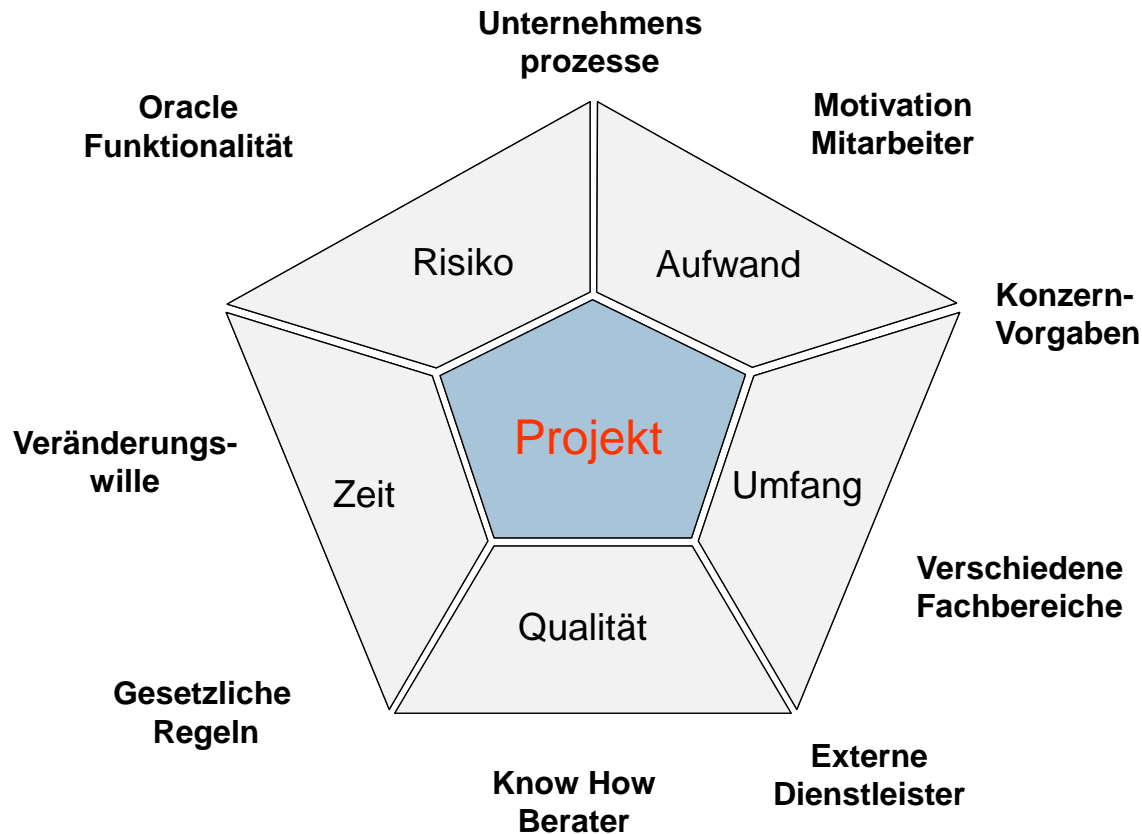 Unternehmens
prozesse
Oracle
Funktionalität
Motivation
Mitarbeiter
Risiko
Aufwand
Konzern-
Vorgaben
Projekt
Veränderungs-
wille
Zeit
Umfang
Verschiedene
Fachbereiche
Qualität
Gesetzliche
Regeln
Know How
Berater
Externe
Dienstleister